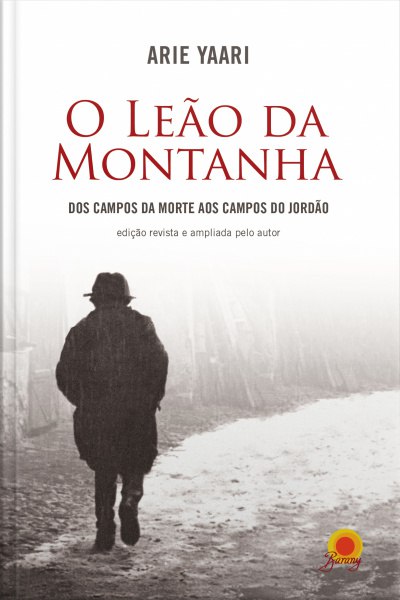 ARIE YAARI
O LEÃO DA
MONTANHA
DOS CAMPOS DA MORTE AOS CAMPOS DO JORDÃO
edição revista e ampliada pelo autor
Barany